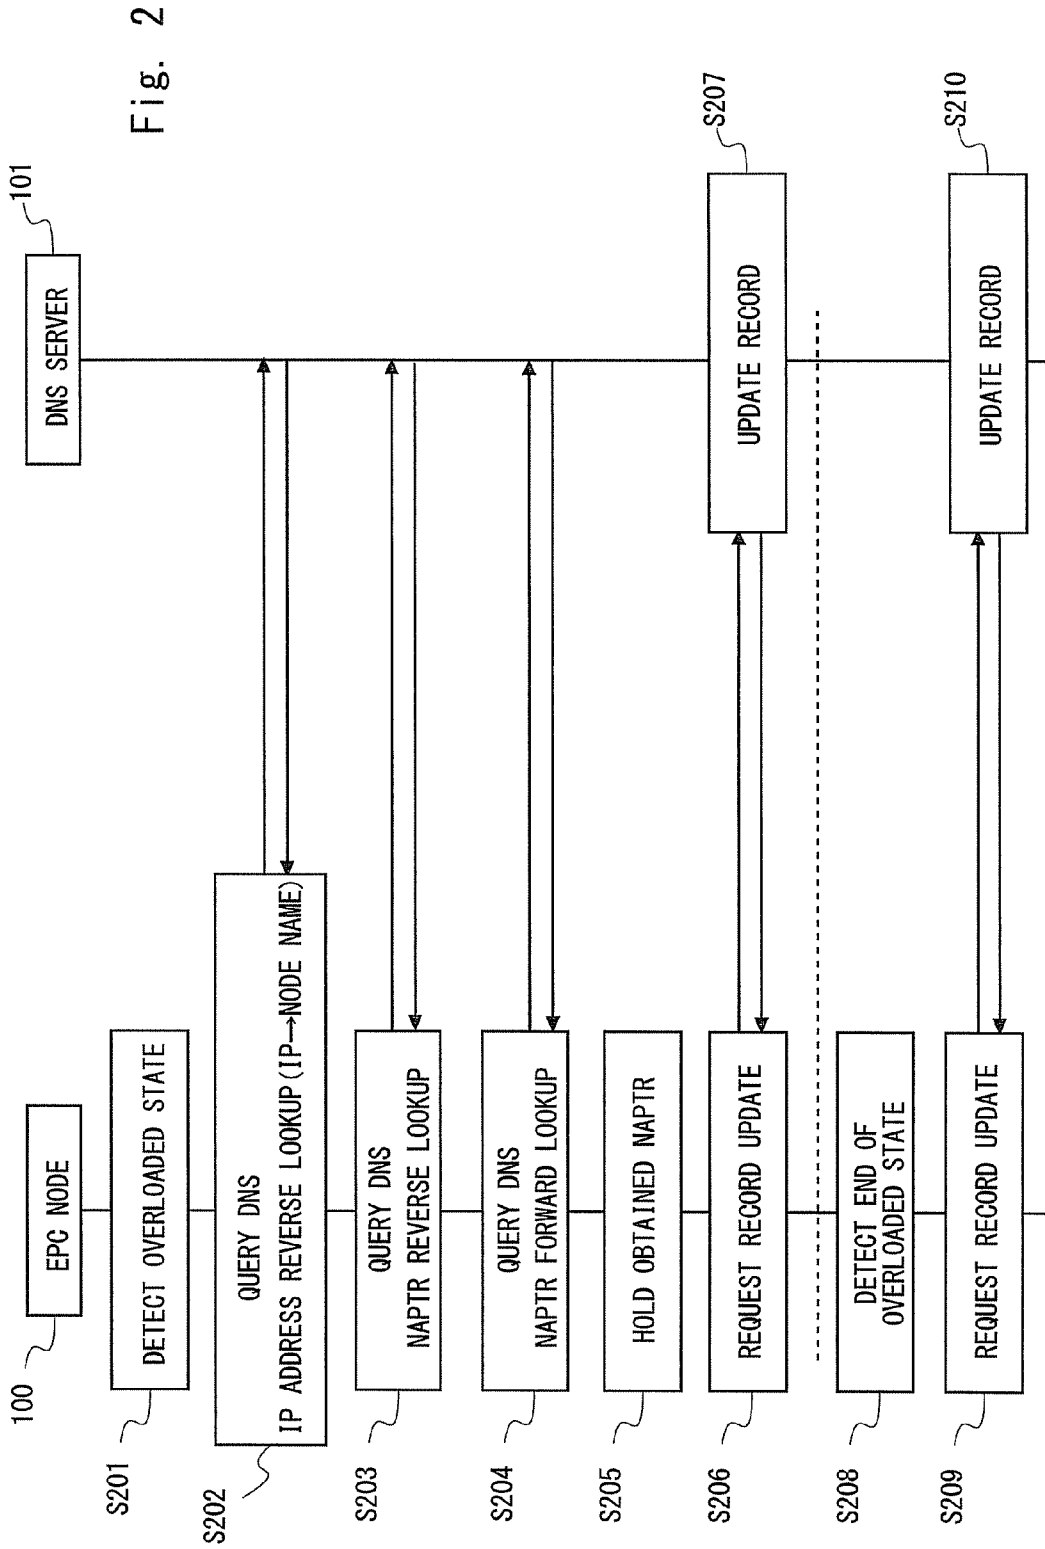 Fig. 2
100
EPC NODE
DNS SERVER
101
S201
DETECT OVERLOADED STATE
S202
QUERY DNS
IP ADDRESS REVERSE LOOKUP(IP→NODE NAME)
S203
QUERY DNS
NAPTR REVERSE LOOKUP
S204
QUERY DNS
NAPTR FORWARD LOOKUP
S205
HOLD OBTAINED NAPTR
S206
REQUEST RECORD UPDATE
UPDATE RECORD
S207
S208
DETECT END OF
OVERLOADED STATE
S209
REQUEST RECORD UPDATE
UPDATE RECORD
S210